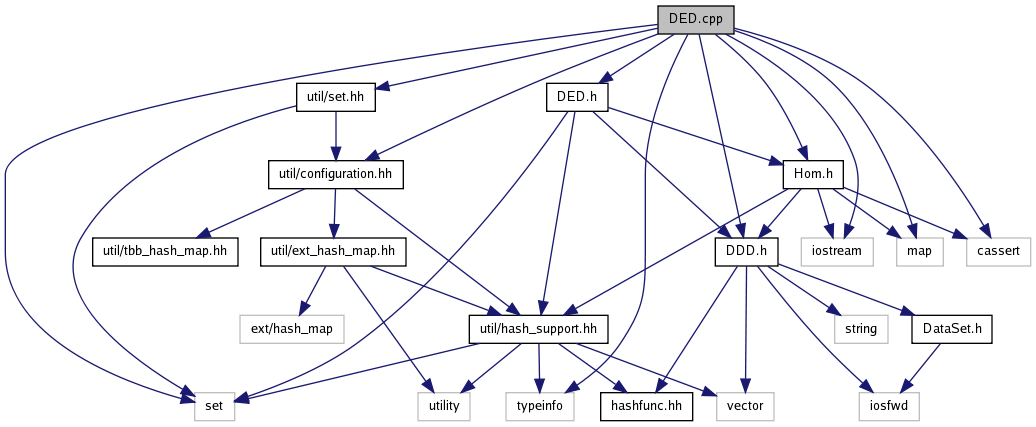 DED.cpp
util/set.hh
DED.h
util/configuration.hh
Hom.h
util/tbb_hash_map.hh
util/ext_hash_map.hh
DDD.h
iostream
map
cassert
ext/hash_map
util/hash_support.hh
string
DataSet.h
set
utility
typeinfo
hashfunc.hh
vector
iosfwd